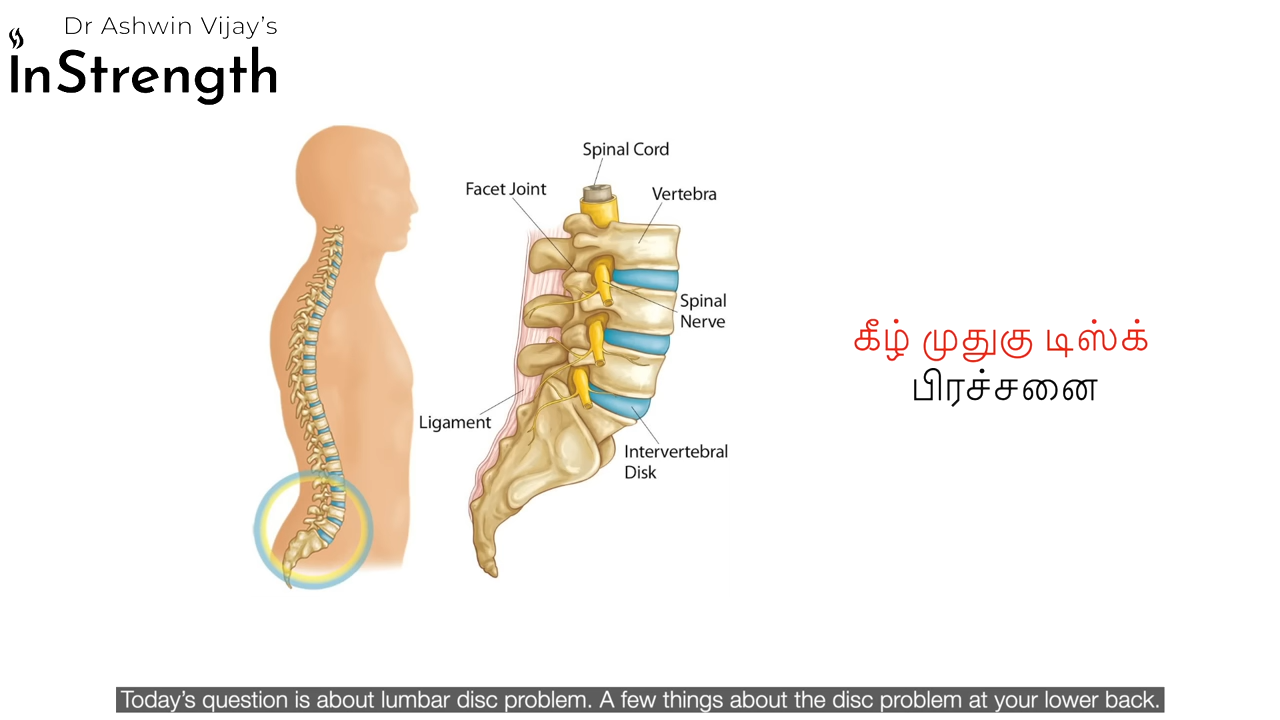 Dr Ashwin Vijay’s
InStrength
Spinal Cord
Facet Joint
Vertebra
Spinal
Nerve
Ligament
Intervertebral
Disk
கீழ் முதுகு டிஸ்க்
பிரச்சனை
Today’s question is about lumbar disc problem. A few things about the disc problem at your lower back.